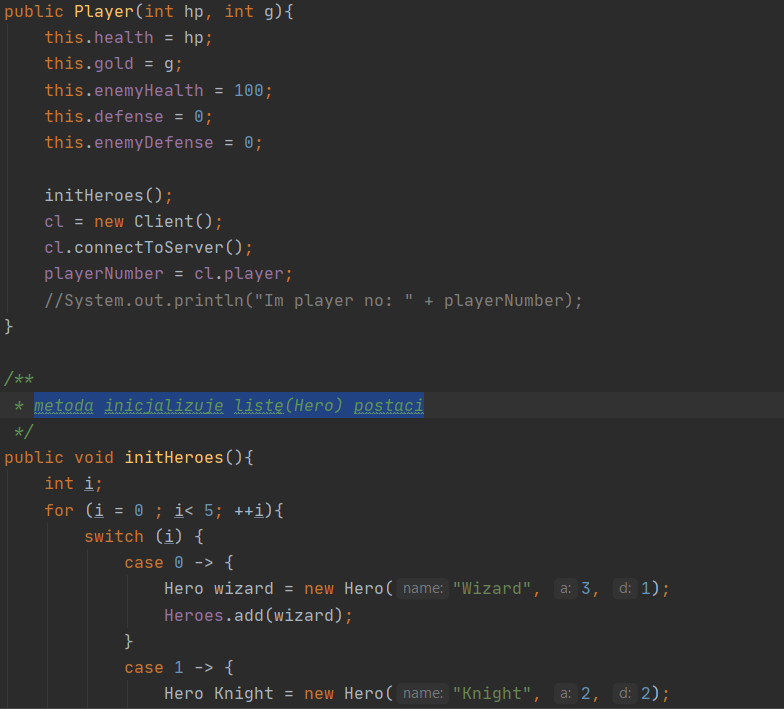 public Player(int hp, int g){
this.health = hp;
this.gold = g;
this.enemyHealth = 100;
this.defense = 0;
this.enemyDefense = 0;
initHeroes();
cl = new Client();
cl.connectToServer();
playerNumber = cl.player;
//System.out.println("Im player no: " + playerNumber);
}
/**
* metoda inicjalizuje listę(Hero) postaci
*/
public void initHeroes(){
int i;
for (i = 0 ; i< 5; ++i){
switch (i) {
case 0 -> {
Hero wizard = new Hero( name: "Wizard", a: 3, d: 1);
Heroes.add(wizard);
}
case 1 -> {
Hero Knight = new Hero( name: "Knight", a: 2, d: 2);